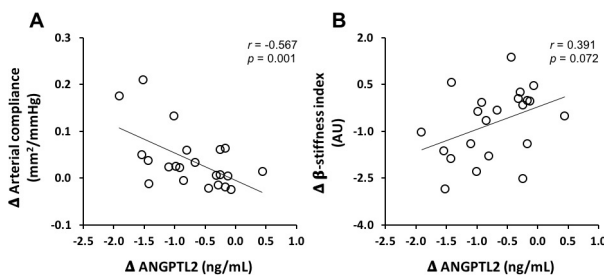 A
r = -0.567
p = 0.001
Δ Arterial compliance
(mm²/mmHg)
0.3
0.2
0.1
0.0
-0.1
-2.5 -2.0 -1.5 -1.0 -0.5 0.0 0.5 1.0
Δ ANGPTL2 (ng/mL)
B
r = 0.391
p = 0.072
Δ β-stiffness index
(AU)
2.0
0.5
-1.0
-2.5
-4.0
-2.5 -2.0 -1.5 -1.0 -0.5 0.0 0.5 1.0
Δ ANGPTL2 (ng/mL)